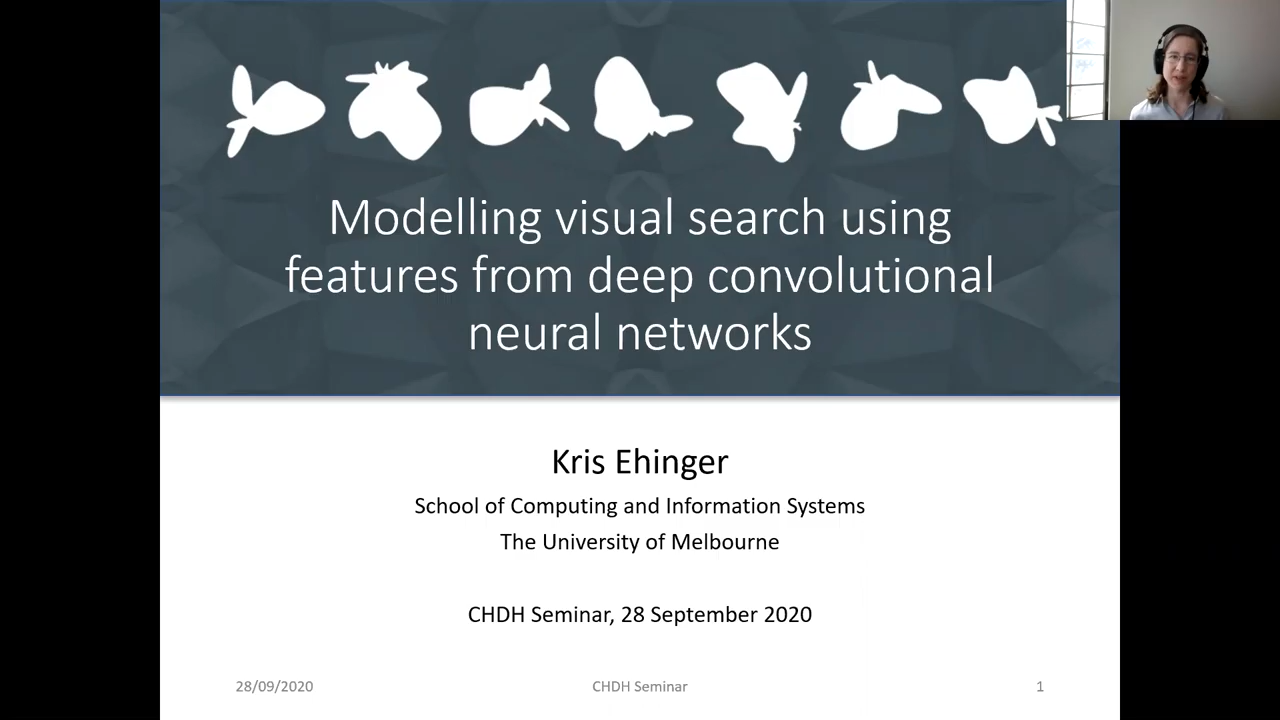 Modelling visual search using
features from deep convolutional
neural networks
Kris Ehinger
School of Computing and Information Systems
The University of Melbourne
CHDH Seminar, 28 September 2020
28/09/2020
CHDH Seminar
1